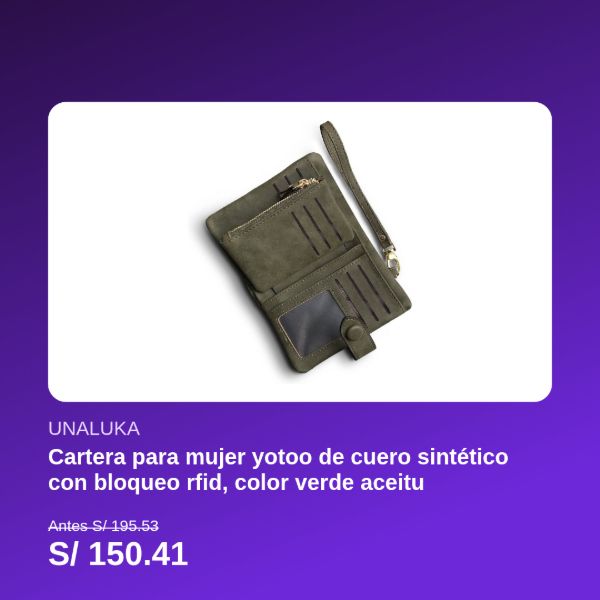 UNALUKA
Cartera para mujer yotoo de cuero sintético
con bloqueo rfid, color verde aceitu
Antes S/ 195.53
S/ 150.41